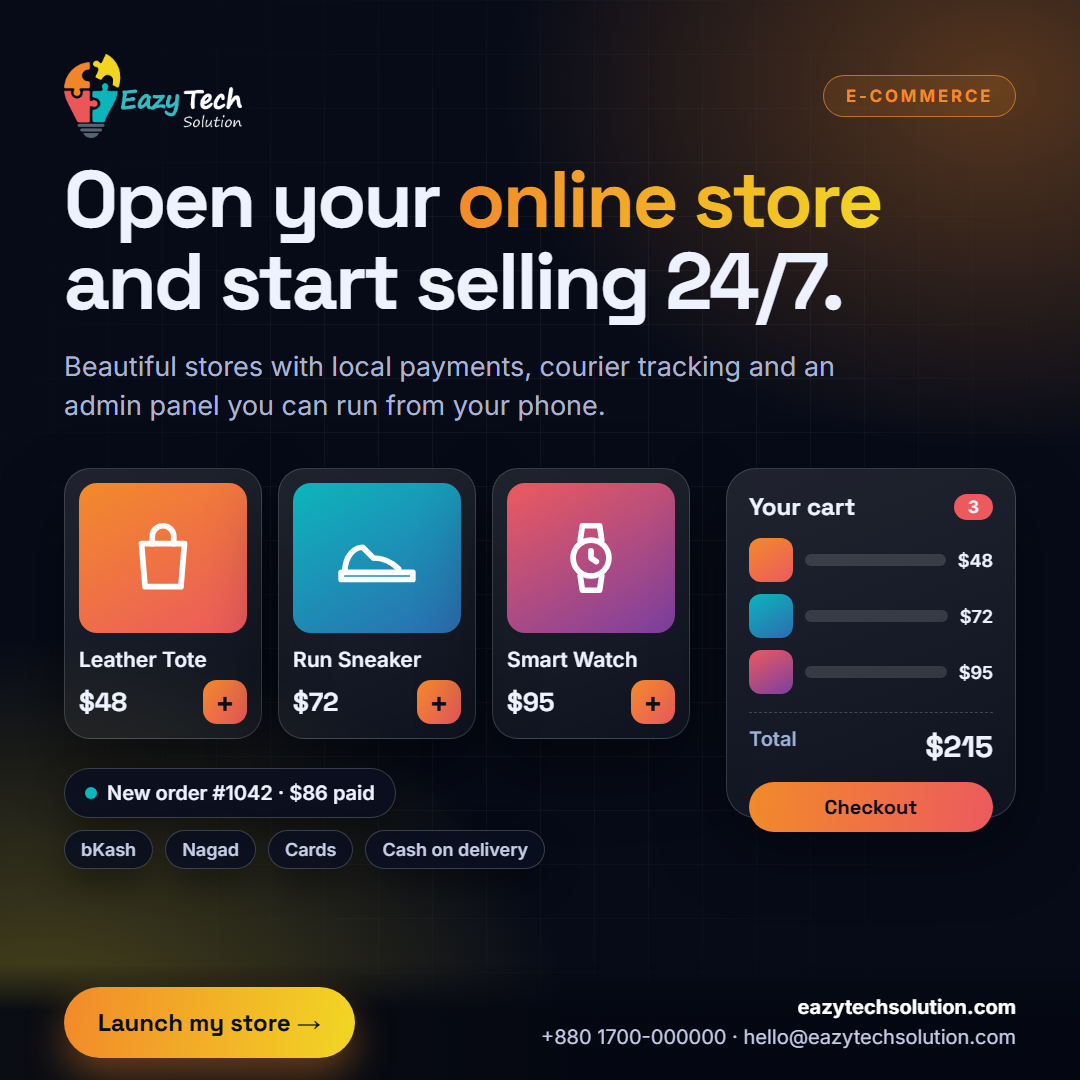 Eazy Tech
Solution
E-COMMERCE
Open your online store
and start selling 24/7.
Beautiful stores with local payments, courier tracking and an
admin panel you can run from your phone.
Leather Tote
$48
+
Run Sneaker
$72
+
Smart Watch
$95
+
Your cart
3
$48
$72
$95
Total
$215
Checkout
New order #1042 · $86 paid
bKash
Nagad
Cards
Cash on delivery
Launch my store →
eazytechsolution.com
+880 1700-000000 · hello@eazytechsolution.com